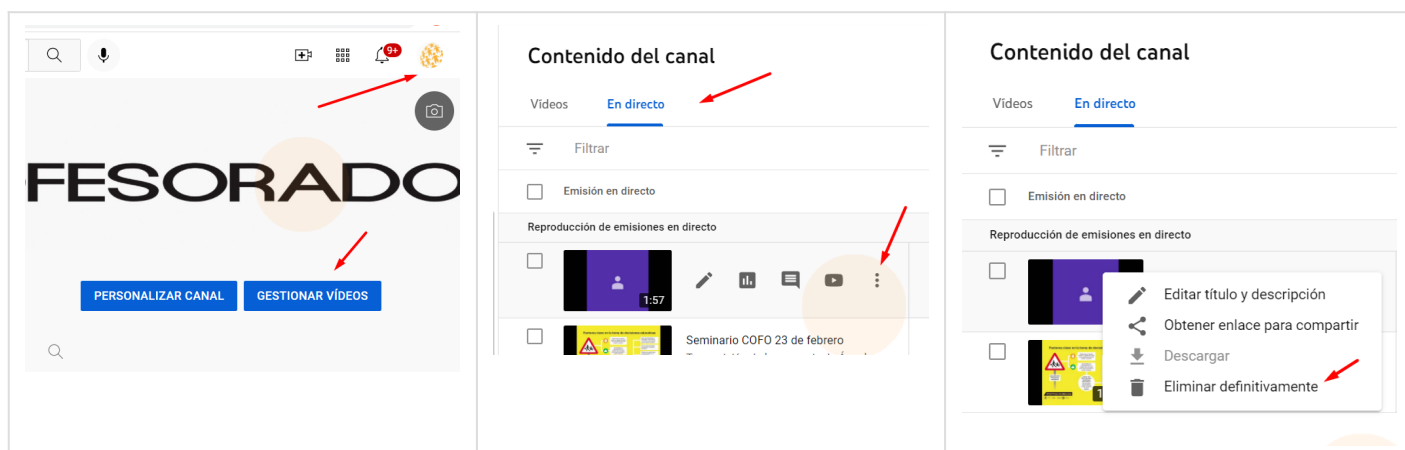 9+
FESORADO
PERSONALIZAR CANAL
GESTIONAR VÍDEOS
Contenido del canal
Vídeos En directo
Filtrar
Emisión en directo
Reproducción de emisiones en directo
1:57
Seminario COFO 23 de febrero
Contenido del canal
Vídeos En directo
Filtrar
Emisión en directo
Reproducción de emisiones en directo
Editar título y descripción
Obtener enlace para compartir
Descargar
Eliminar definitivamente